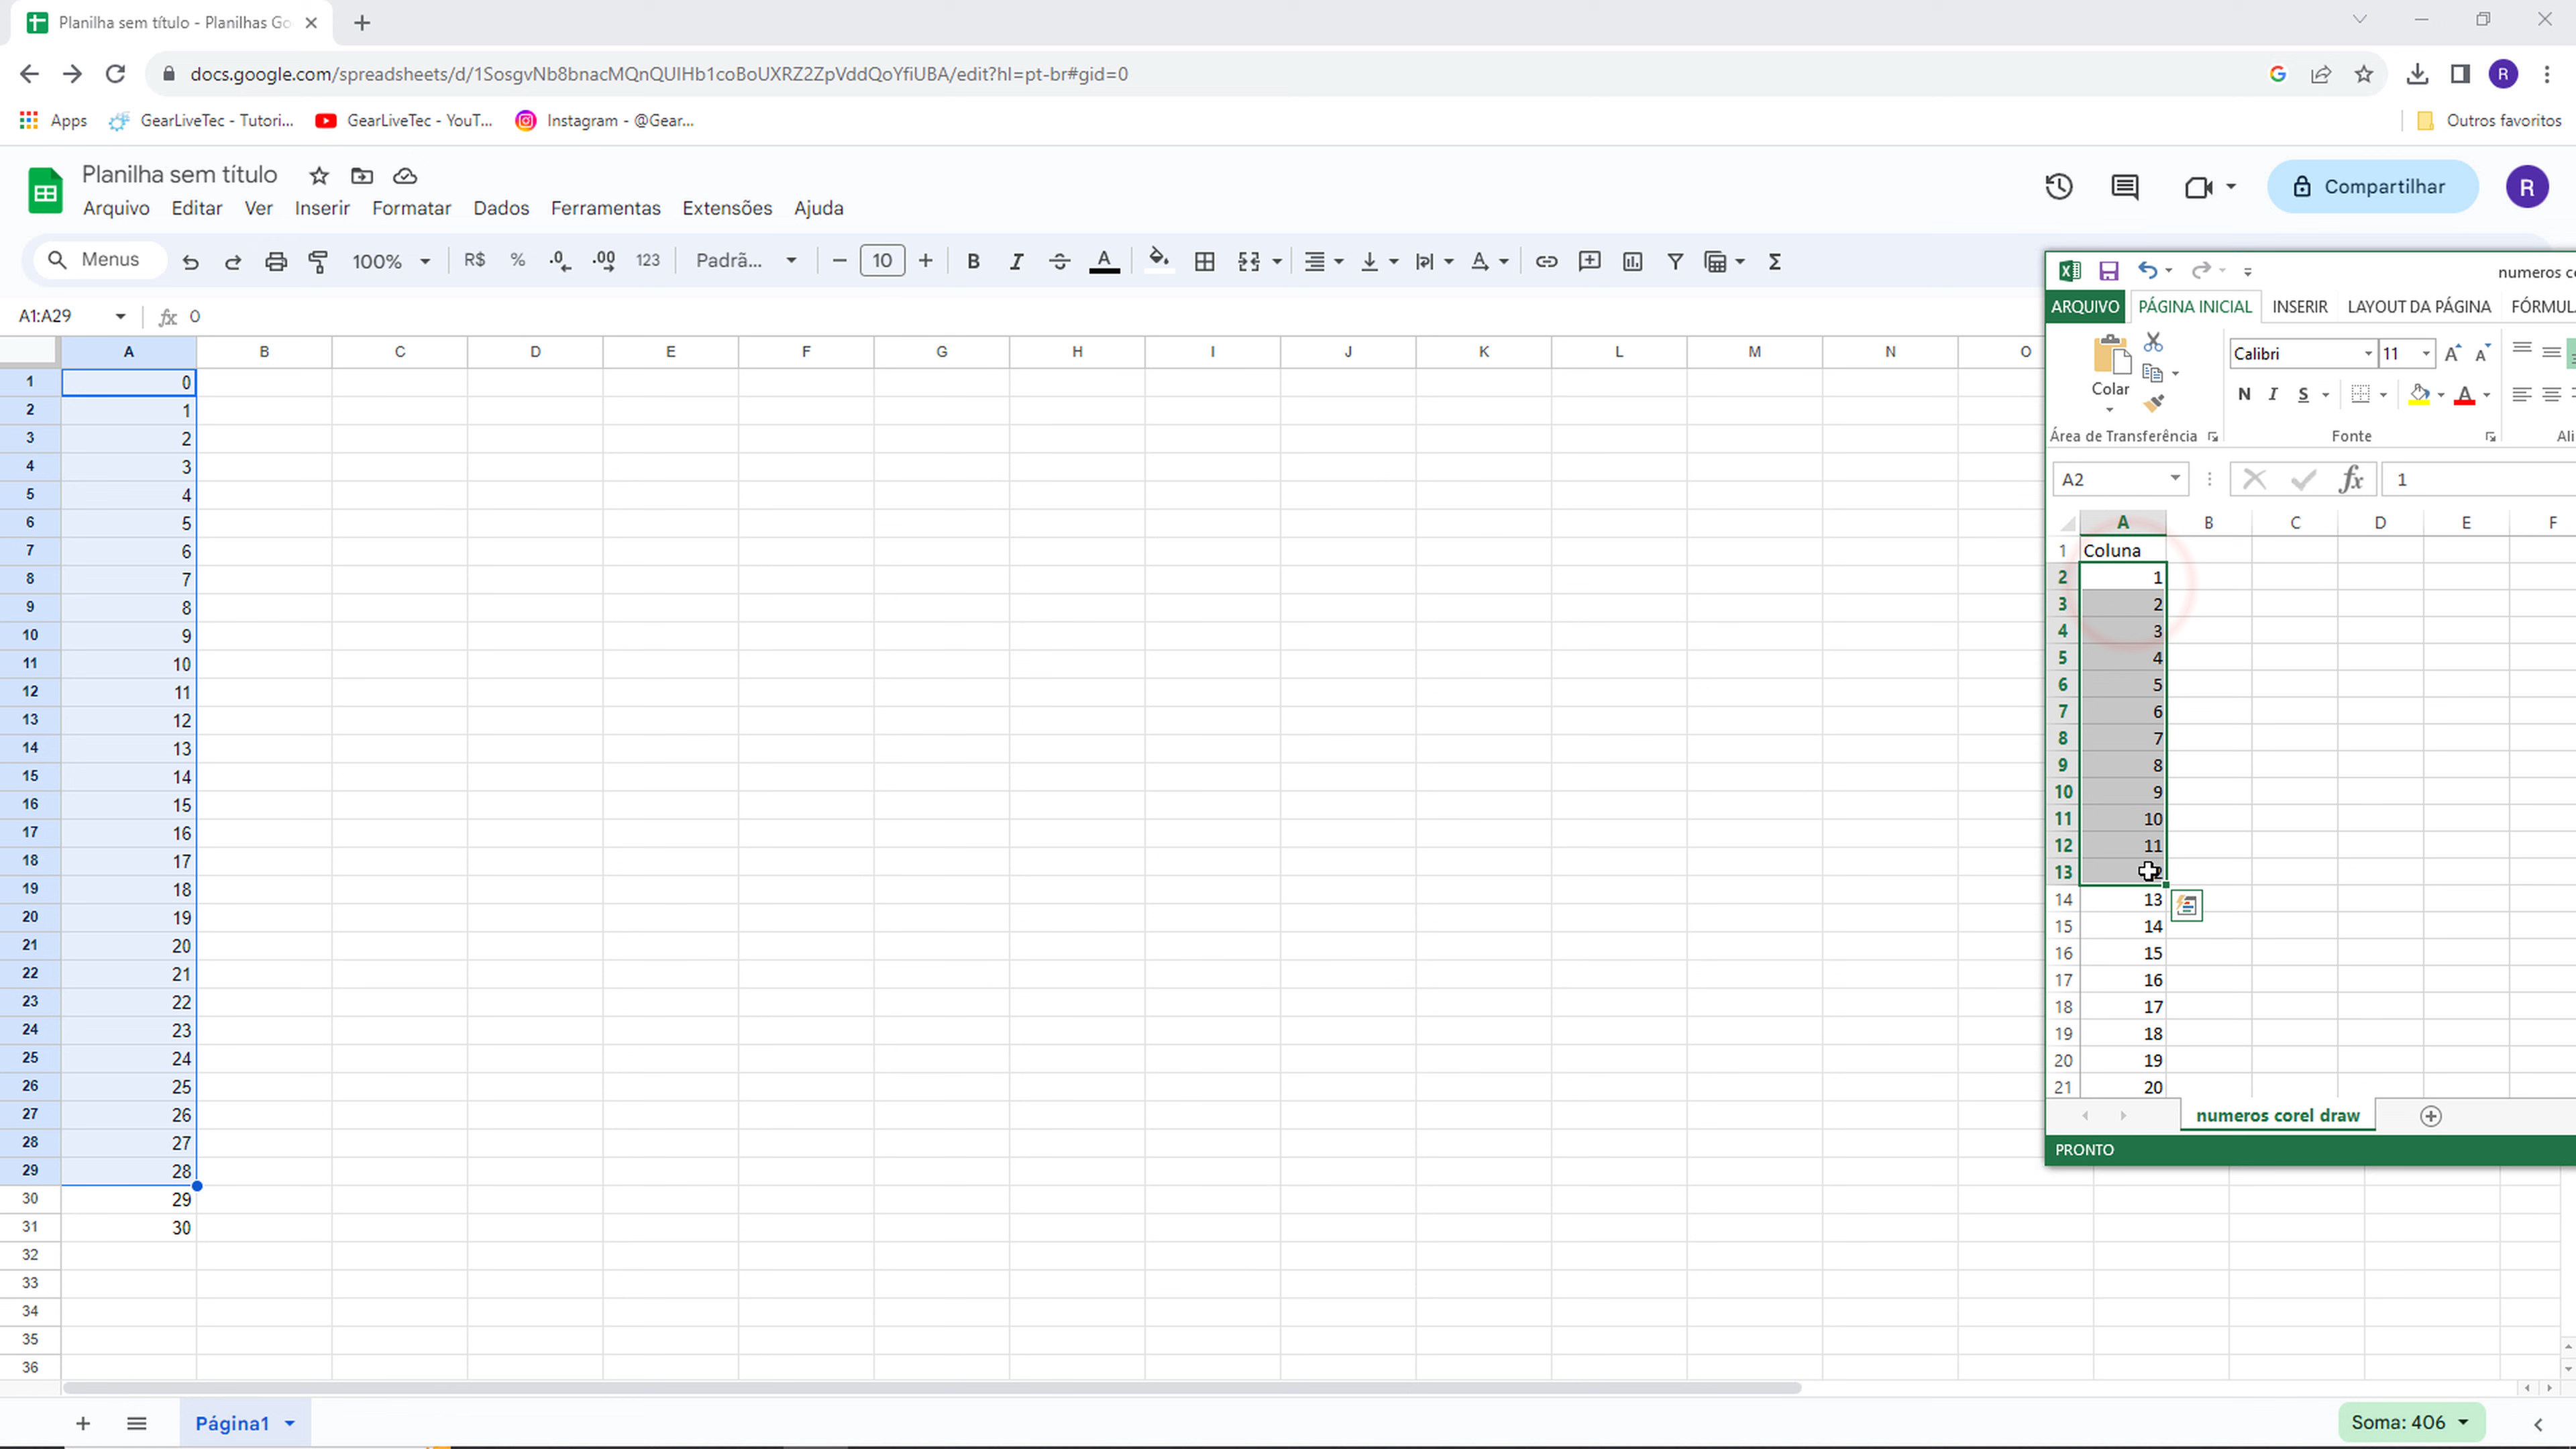 Planilha sem título - Planilhas Go
docs.google.com/spreadsheets/d/1SosgvNb8bnacMQnQUIHb1coBoUXRZ2ZpVddQoYfiUBA/edit?hl=pt-br#gid=0
R
Apps
GearLiveTec - Tutori...
GearLiveTec - YouT...
Instagram - @Gear...
Outros favoritos
Planilha sem título
Arquivo Editar Ver Inserir Formatar Dados Ferramentas Extensões Ajuda
Compartilhar
R
Menus 100% R$ % .0 .00 123 Padrã... 10 B I A Σ
A1:A29 fx 0
A B C D E F G H I J K L M N O
1 0
2 1
3 2
4 3
5 4
6 5
7 6
8 7
9 8
10 9
11 10
12 11
13 12
14 13
15 14
16 15
17 16
18 17
19 18
20 19
21 20
22 21
23 22
24 23
25 24
26 25
27 26
28 27
29 28
30 29
31 30
32
33
34
35
36
Página1
Soma: 406
ARQUIVO PÁGINA INICIAL INSERIR LAYOUT DA PÁGINA
Colar
Calibri 11
N I S
Área de Transferência Fonte
A2 fx 1
A B C D E F
1 Coluna
2 1
3 2
4 3
5 4
6 5
7 6
8 7
9 8
10 9
11 10
12 11
13
14 13
15 14
16 15
17 16
18 17
19 18
20 19
21 20
numeros corel draw
PRONTO